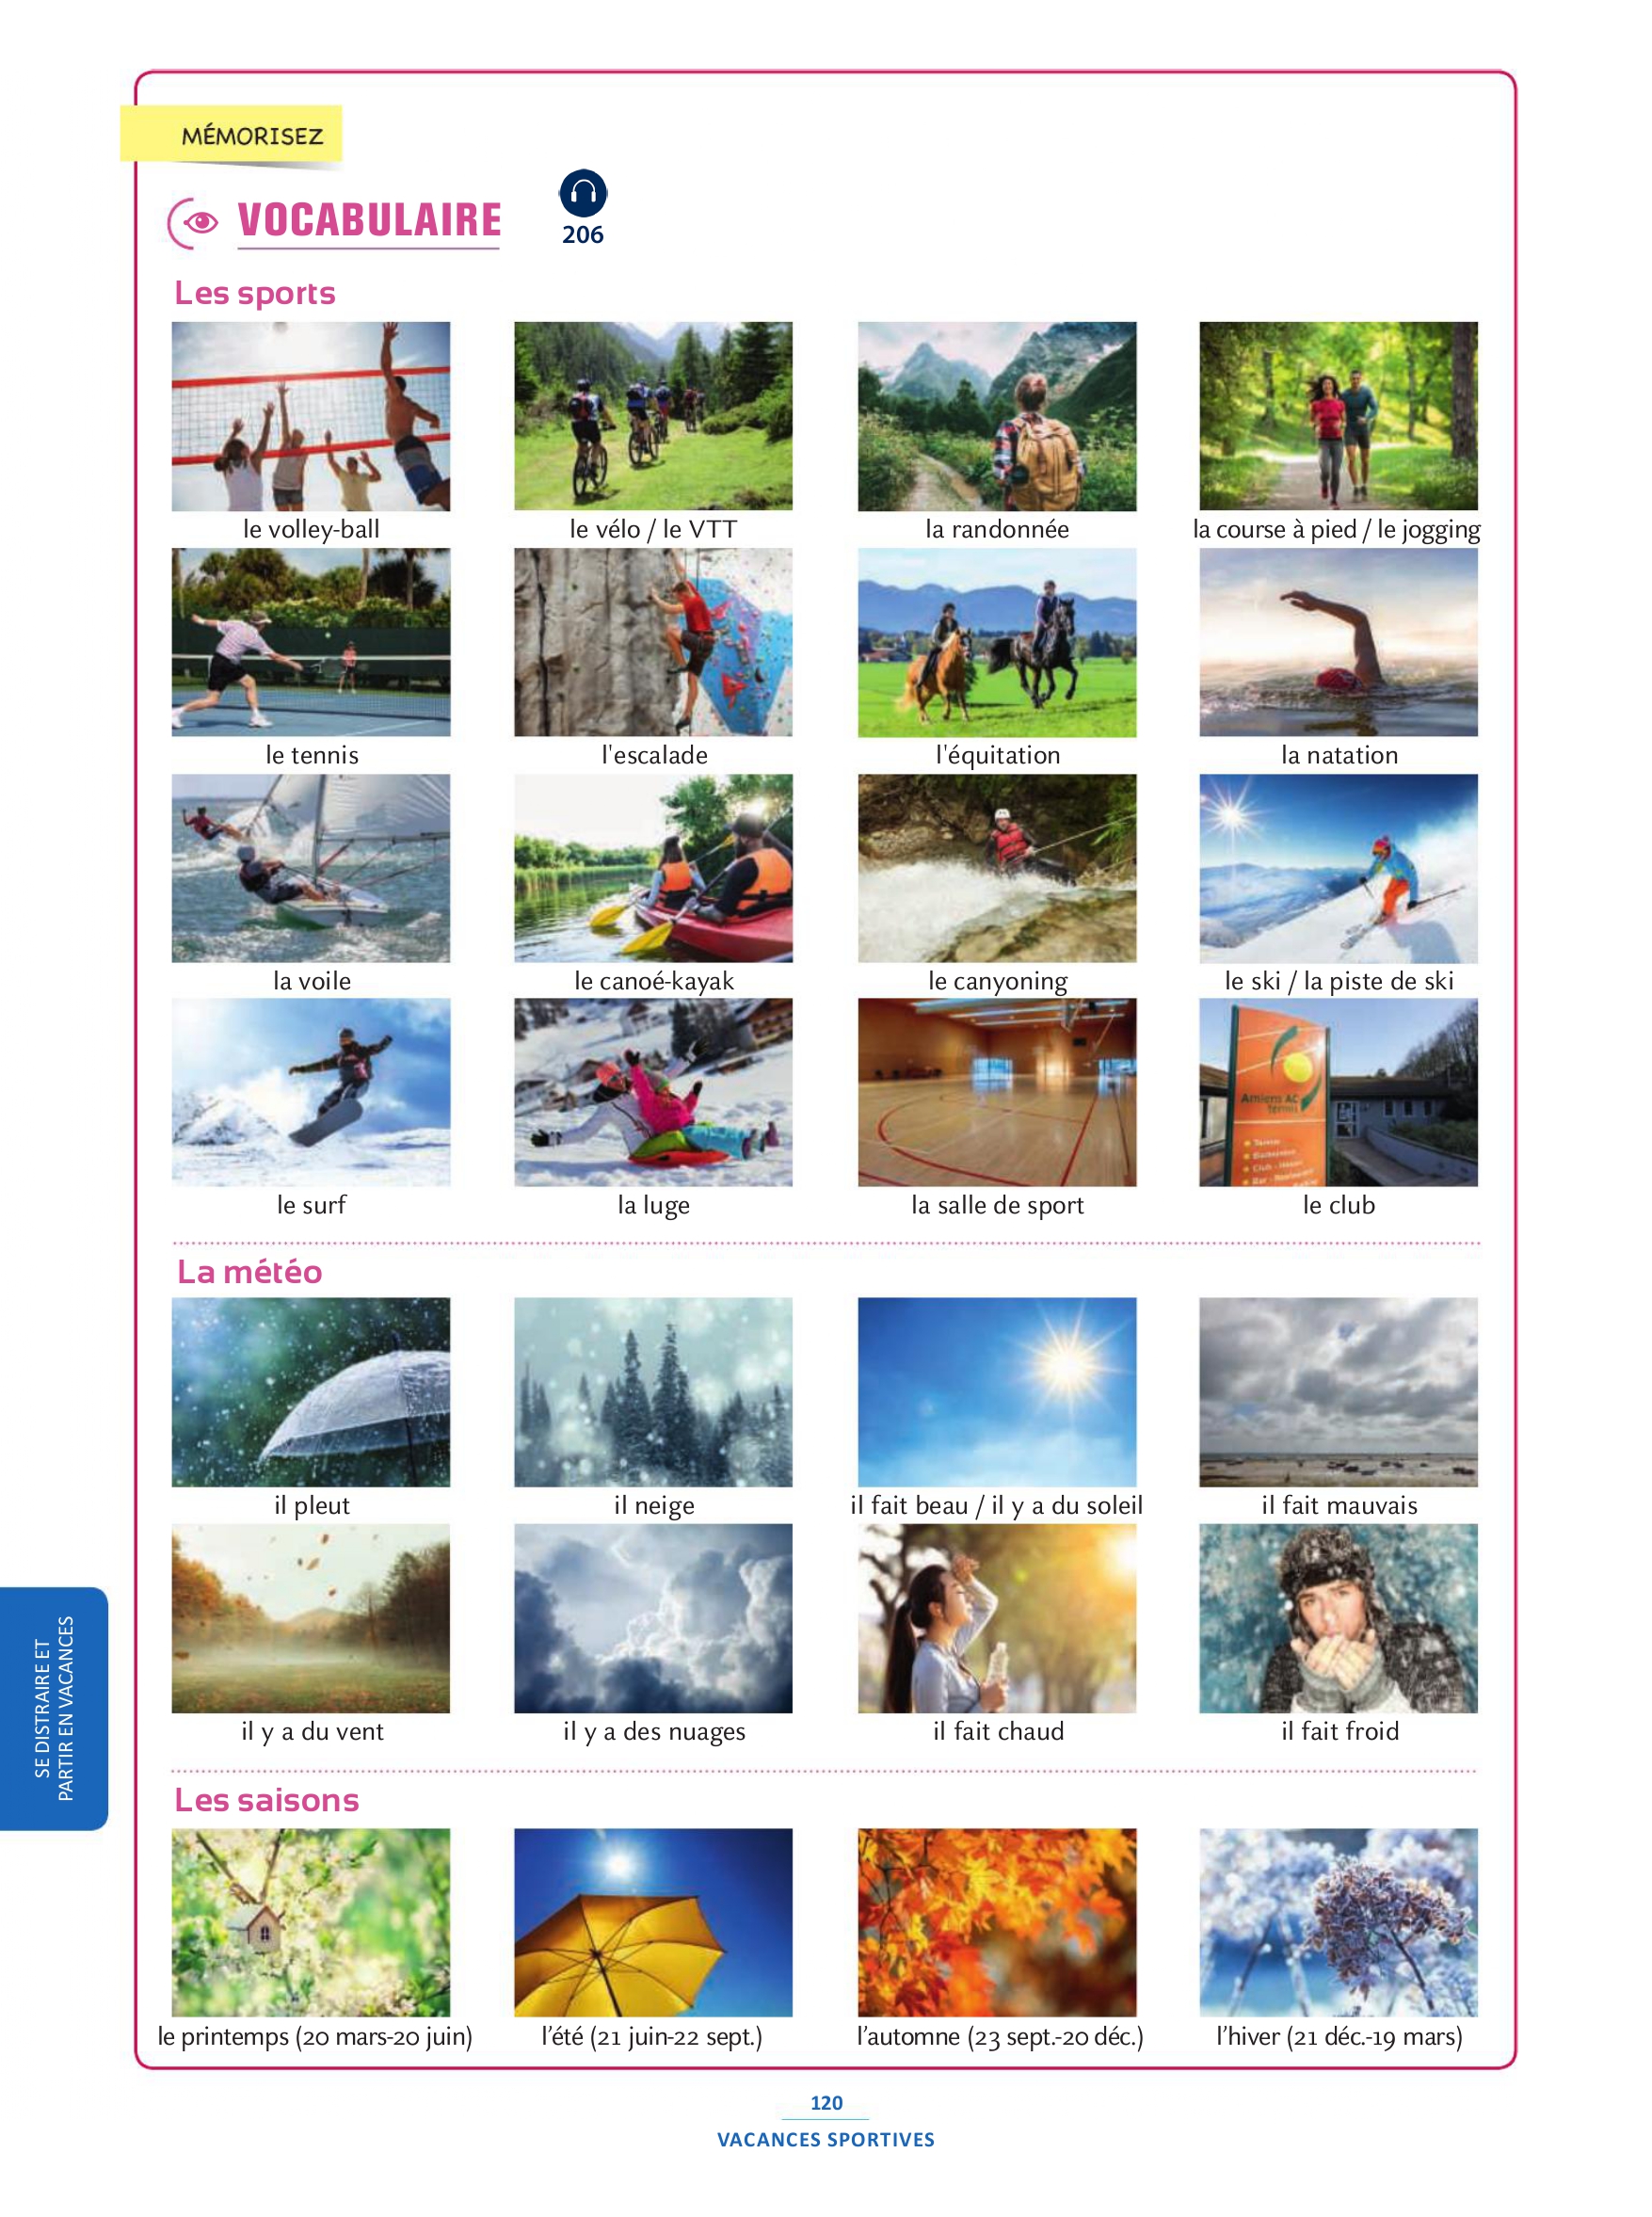 MÉMORISEZ
VOCABULAIRE
206
Les sports
le volley-ball
le vélo / le VTT
la randonnée
la course à pied / le jogging
le tennis
l'escalade
l'équitation
la natation
la voile
le canoé-kayak
le canyoning
le ski / la piste de ski
Amiens AC
Tennis
le surf
la luge
la salle de sport
le club
La météo
il pleut
il neige
il fait beau / il y a du soleil
il fait mauvais
il y a du vent
il y a des nuages
il fait chaud
il fait froid
SE DISTRAIRE ET
PARTIR EN VACANCES
Les saisons
le printemps (20 mars-20 juin)
l’été (21 juin-22 sept.)
l’automne (23 sept.-20 déc.)
l’hiver (21 déc.-19 mars)
120
VACANCES SPORTIVES